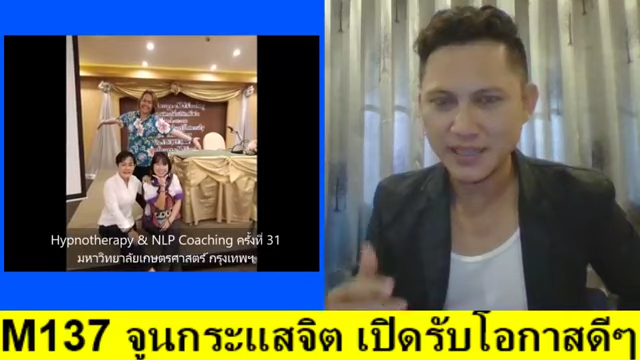 Hypnotherapy & NLP Coaching ครั้งที่ 31
มหาวิทยาลัยเกษตรศาสตร์ กรุงเทพฯ
M137 จูนกระแสจิต เปิดรับโอกาสดีๆ